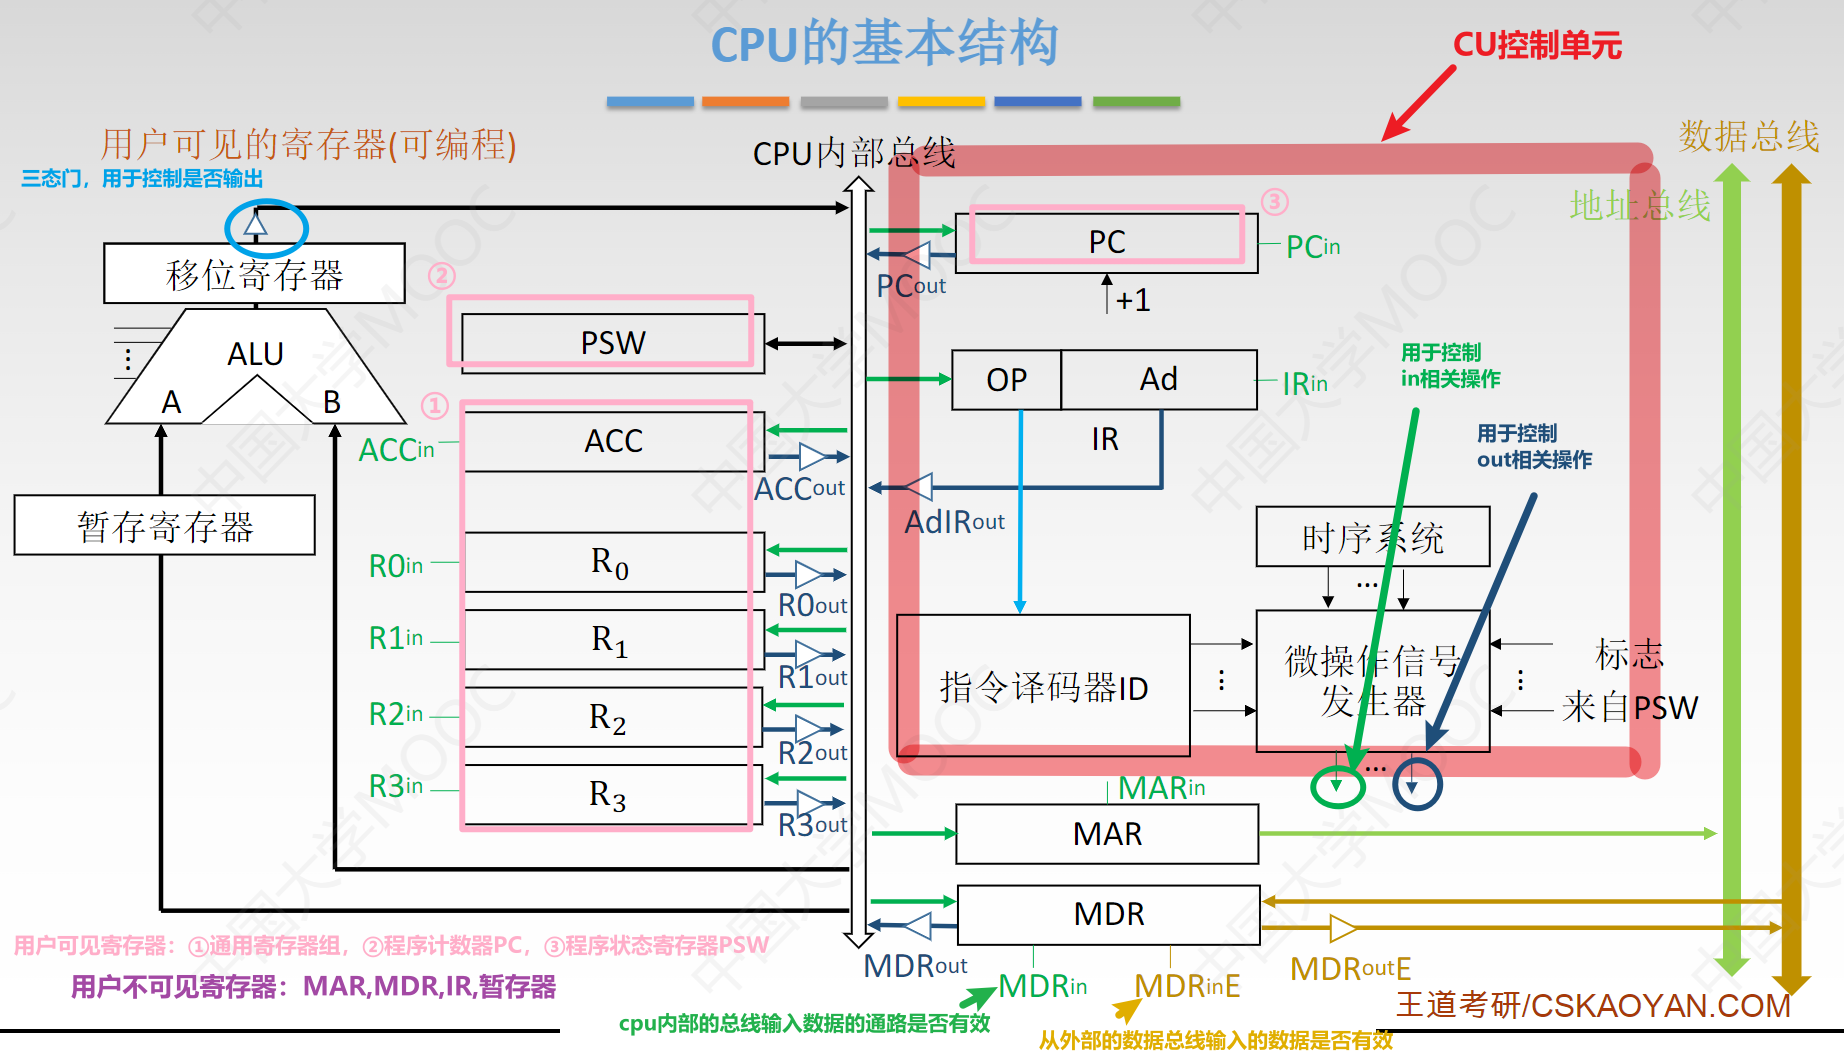 CPU的基本结构
CU控制单元
用户可见的寄存器(可编程)
三态门，用于控制是否输出
CPU内部总线
数据总线
地址总线
移位寄存器
②
PSW
ALU
A
B
⋮
①
ACCin
ACC
ACCout
暂存寄存器
R0in
R0
R0out
R1in
R1
R1out
R2in
R2
R2out
R3in
R3
R3out
③
PC
PCin
PCout
+1
OP
Ad
IRin
IR
AdIRout
用于控制
in相关操作
用于控制
out相关操作
时序系统
...
指令译码器ID
⋮
微操作信号
发生器
⋮
标志
来自PSW
...
MARin
MAR
MDR
MDRout
MDRin
MDRinE
MDRoutE
用户可见寄存器：①通用寄存器组，②程序计数器PC，③程序状态寄存器PSW
用户不可见寄存器：MAR,MDR,IR,暂存器
cpu内部的总线输入数据的通路是否有效
从外部的数据总线输入的数据是否有效
王道考研/CSKAOYAN.COM
中国大学MOOC